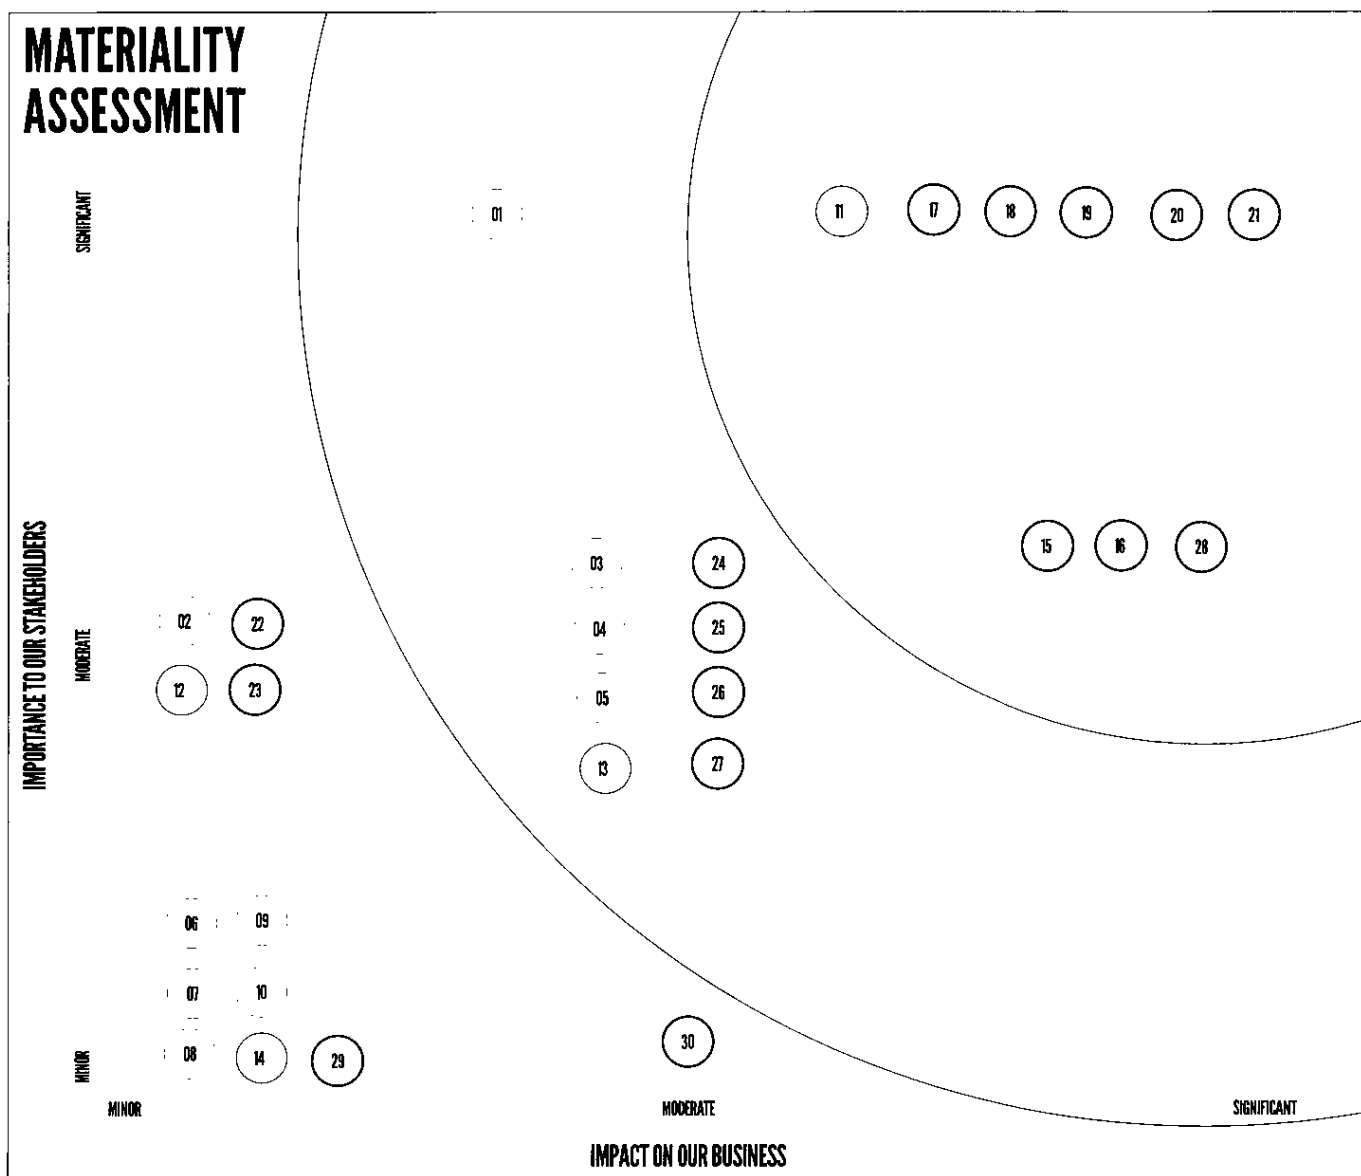 MATERIALITY
ASSESSMENT
SIGNIFICANT
01
11 17 18 19 20 21
IMPORTANCE TO OUR STAKEHOLDERS
15 16 28
03 24
MODERATE
02 22
04 25
12 23
05 26
13 27
06 09
07 10
MINOR
08 14 29
30
MINOR MODERATE SIGNIFICANT
IMPACT ON OUR BUSINESS